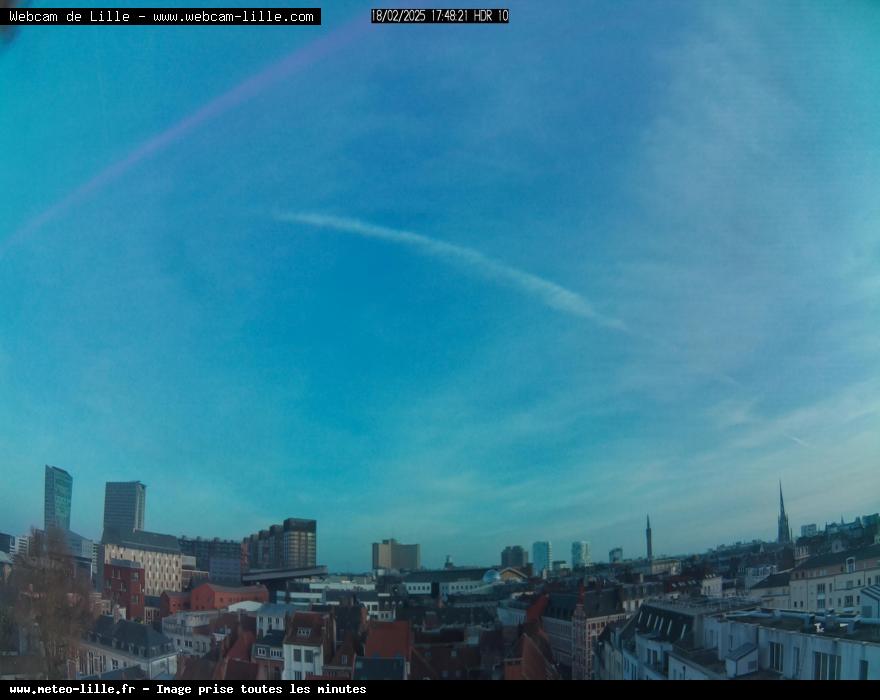 Webcam de Lille - www.webcam-lille.com
18/02/2025 17:48:21 HDR 10
www.meteo-lille.fr - Image prise toutes les minutes